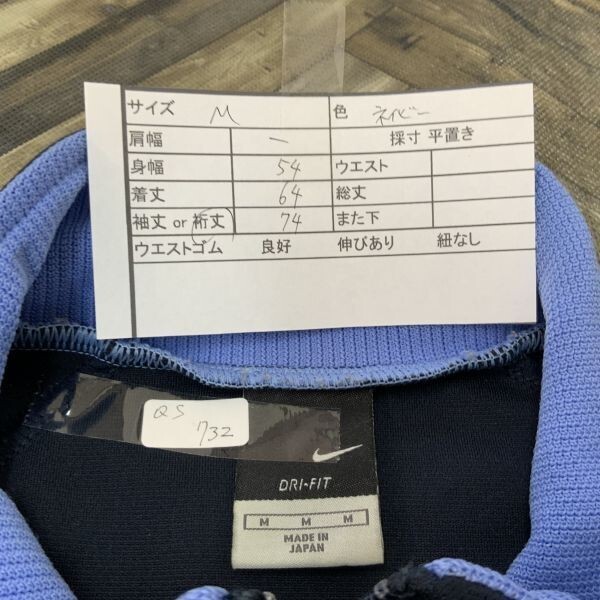 サイズ M 色 ネイビー
肩幅 ー 採寸 平置き
身幅 54 ウエスト
着丈 64 総丈
袖丈 or 裄丈 74 また下
ウエストゴム 良好 伸びあり 紐なし
QS
732
DRI-FIT
M M M
MADE IN
JAPAN